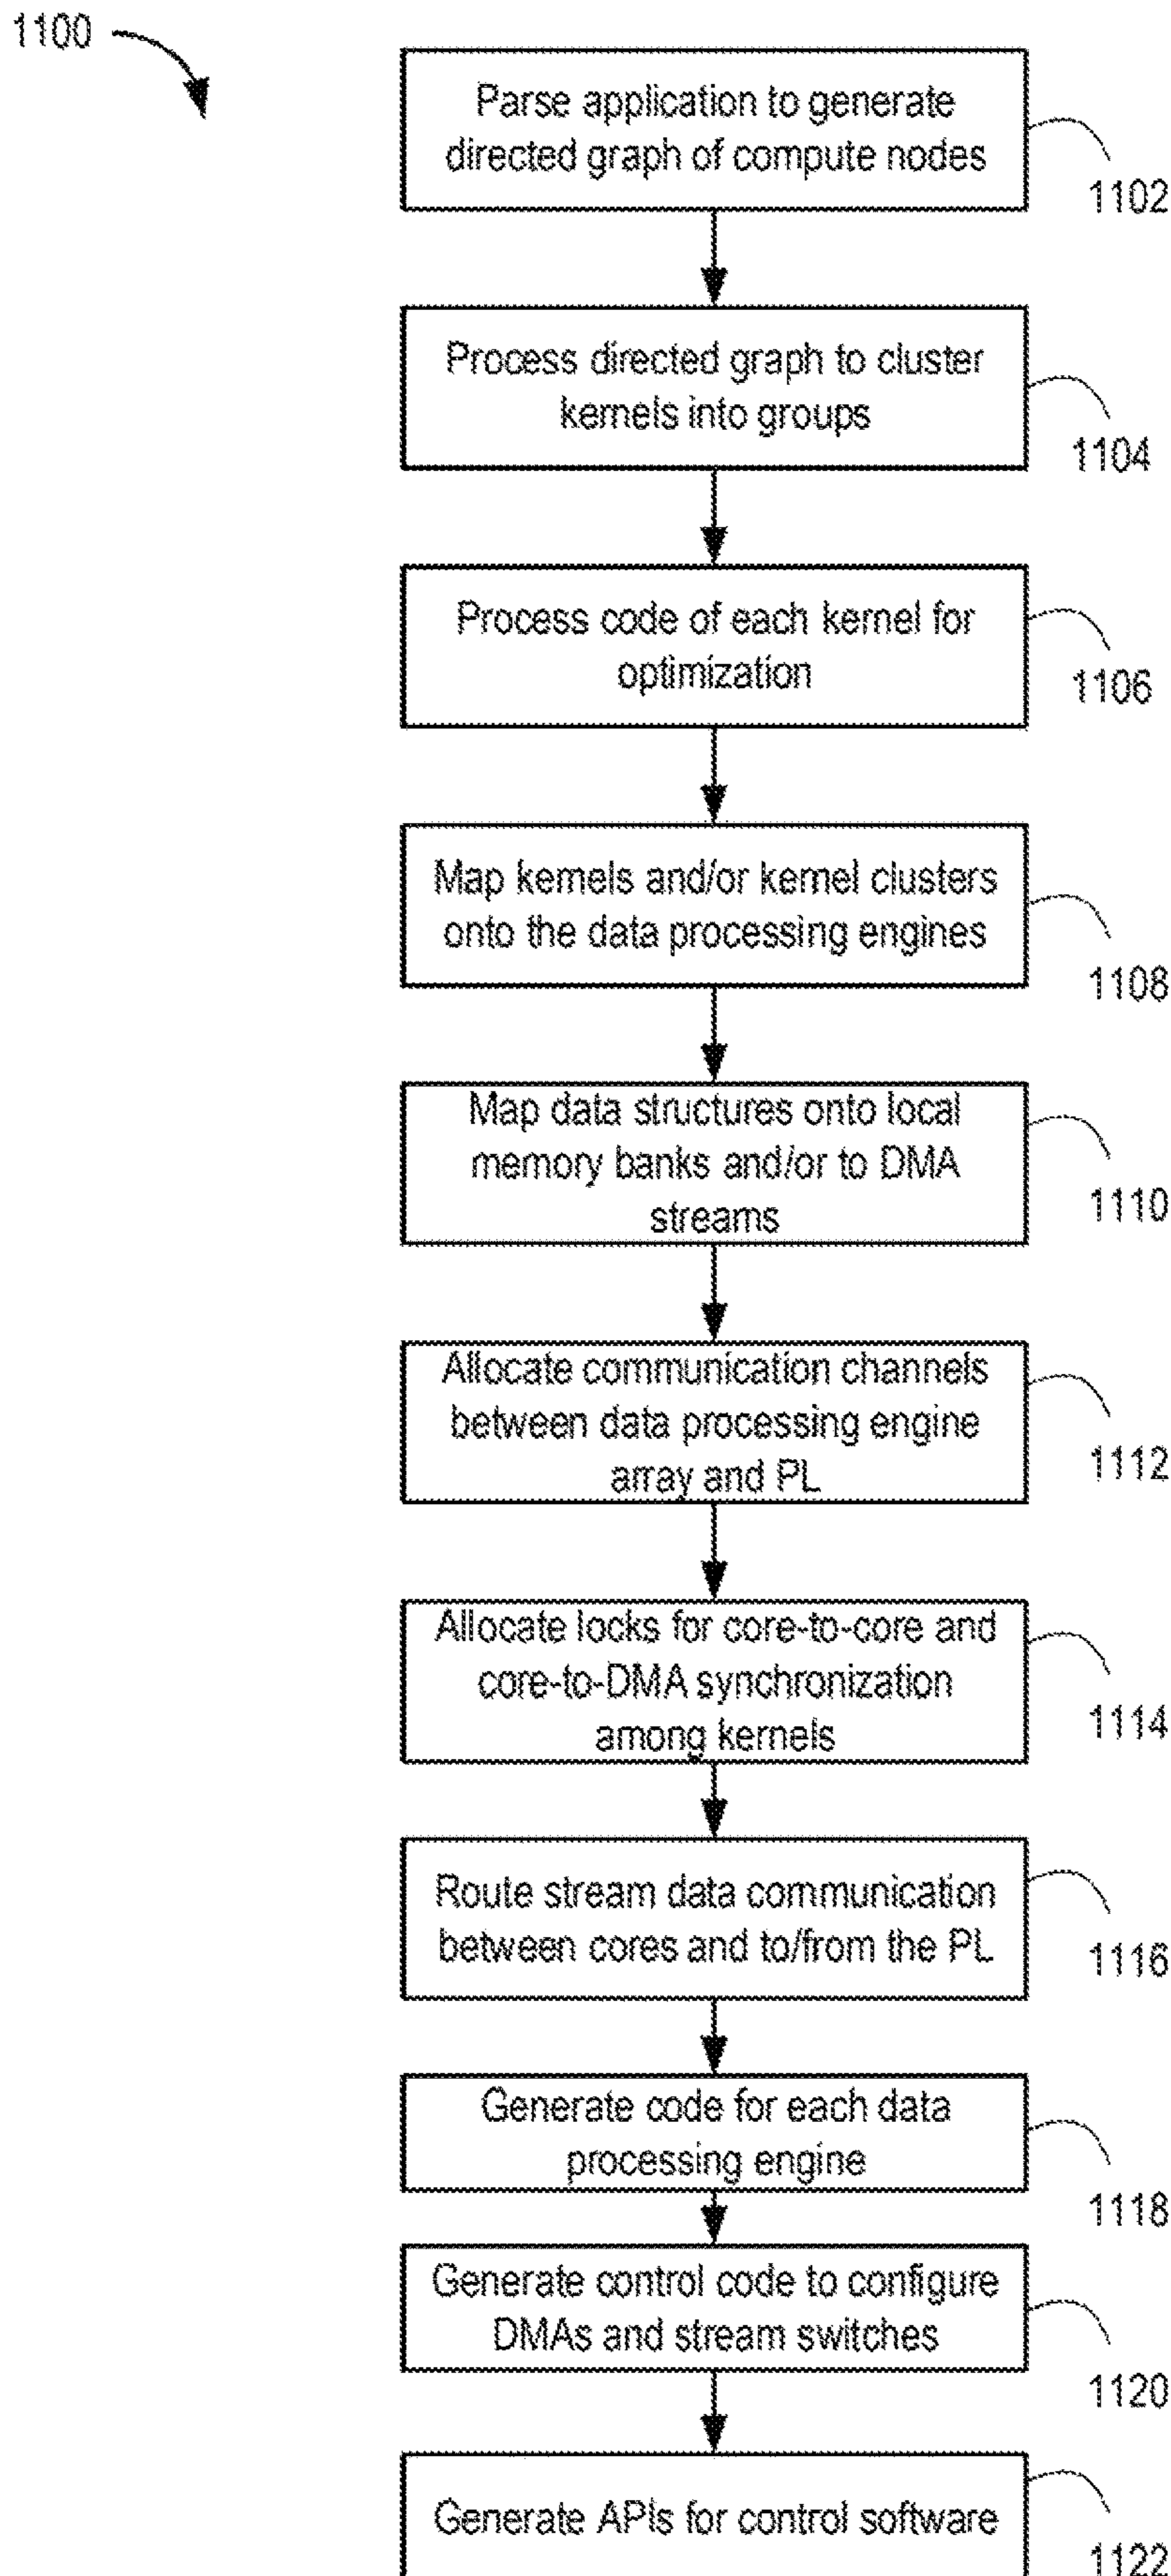 1100
Parse application to generate
directed graph of compute nodes
1102
Process directed graph to cluster
kernels into groups
1104
Process code of each kernel for
optimization
1106
Map kernels and/or kernel clusters
onto the data processing engines
1108
Map data structures onto local
memory banks and/or to DMA
streams
1110
Allocate communication channels
between data processing engine
array and PL
1112
Allocate locks for core-to-core and
core-to-DMA synchronization
among kernels
1114
Route stream data communication
between cores and to/from the PL
1116
Generate code for each data
processing engine
1118
Generate control code to configure
DMAs and stream switches
1120
Generate APIs for control software
1122